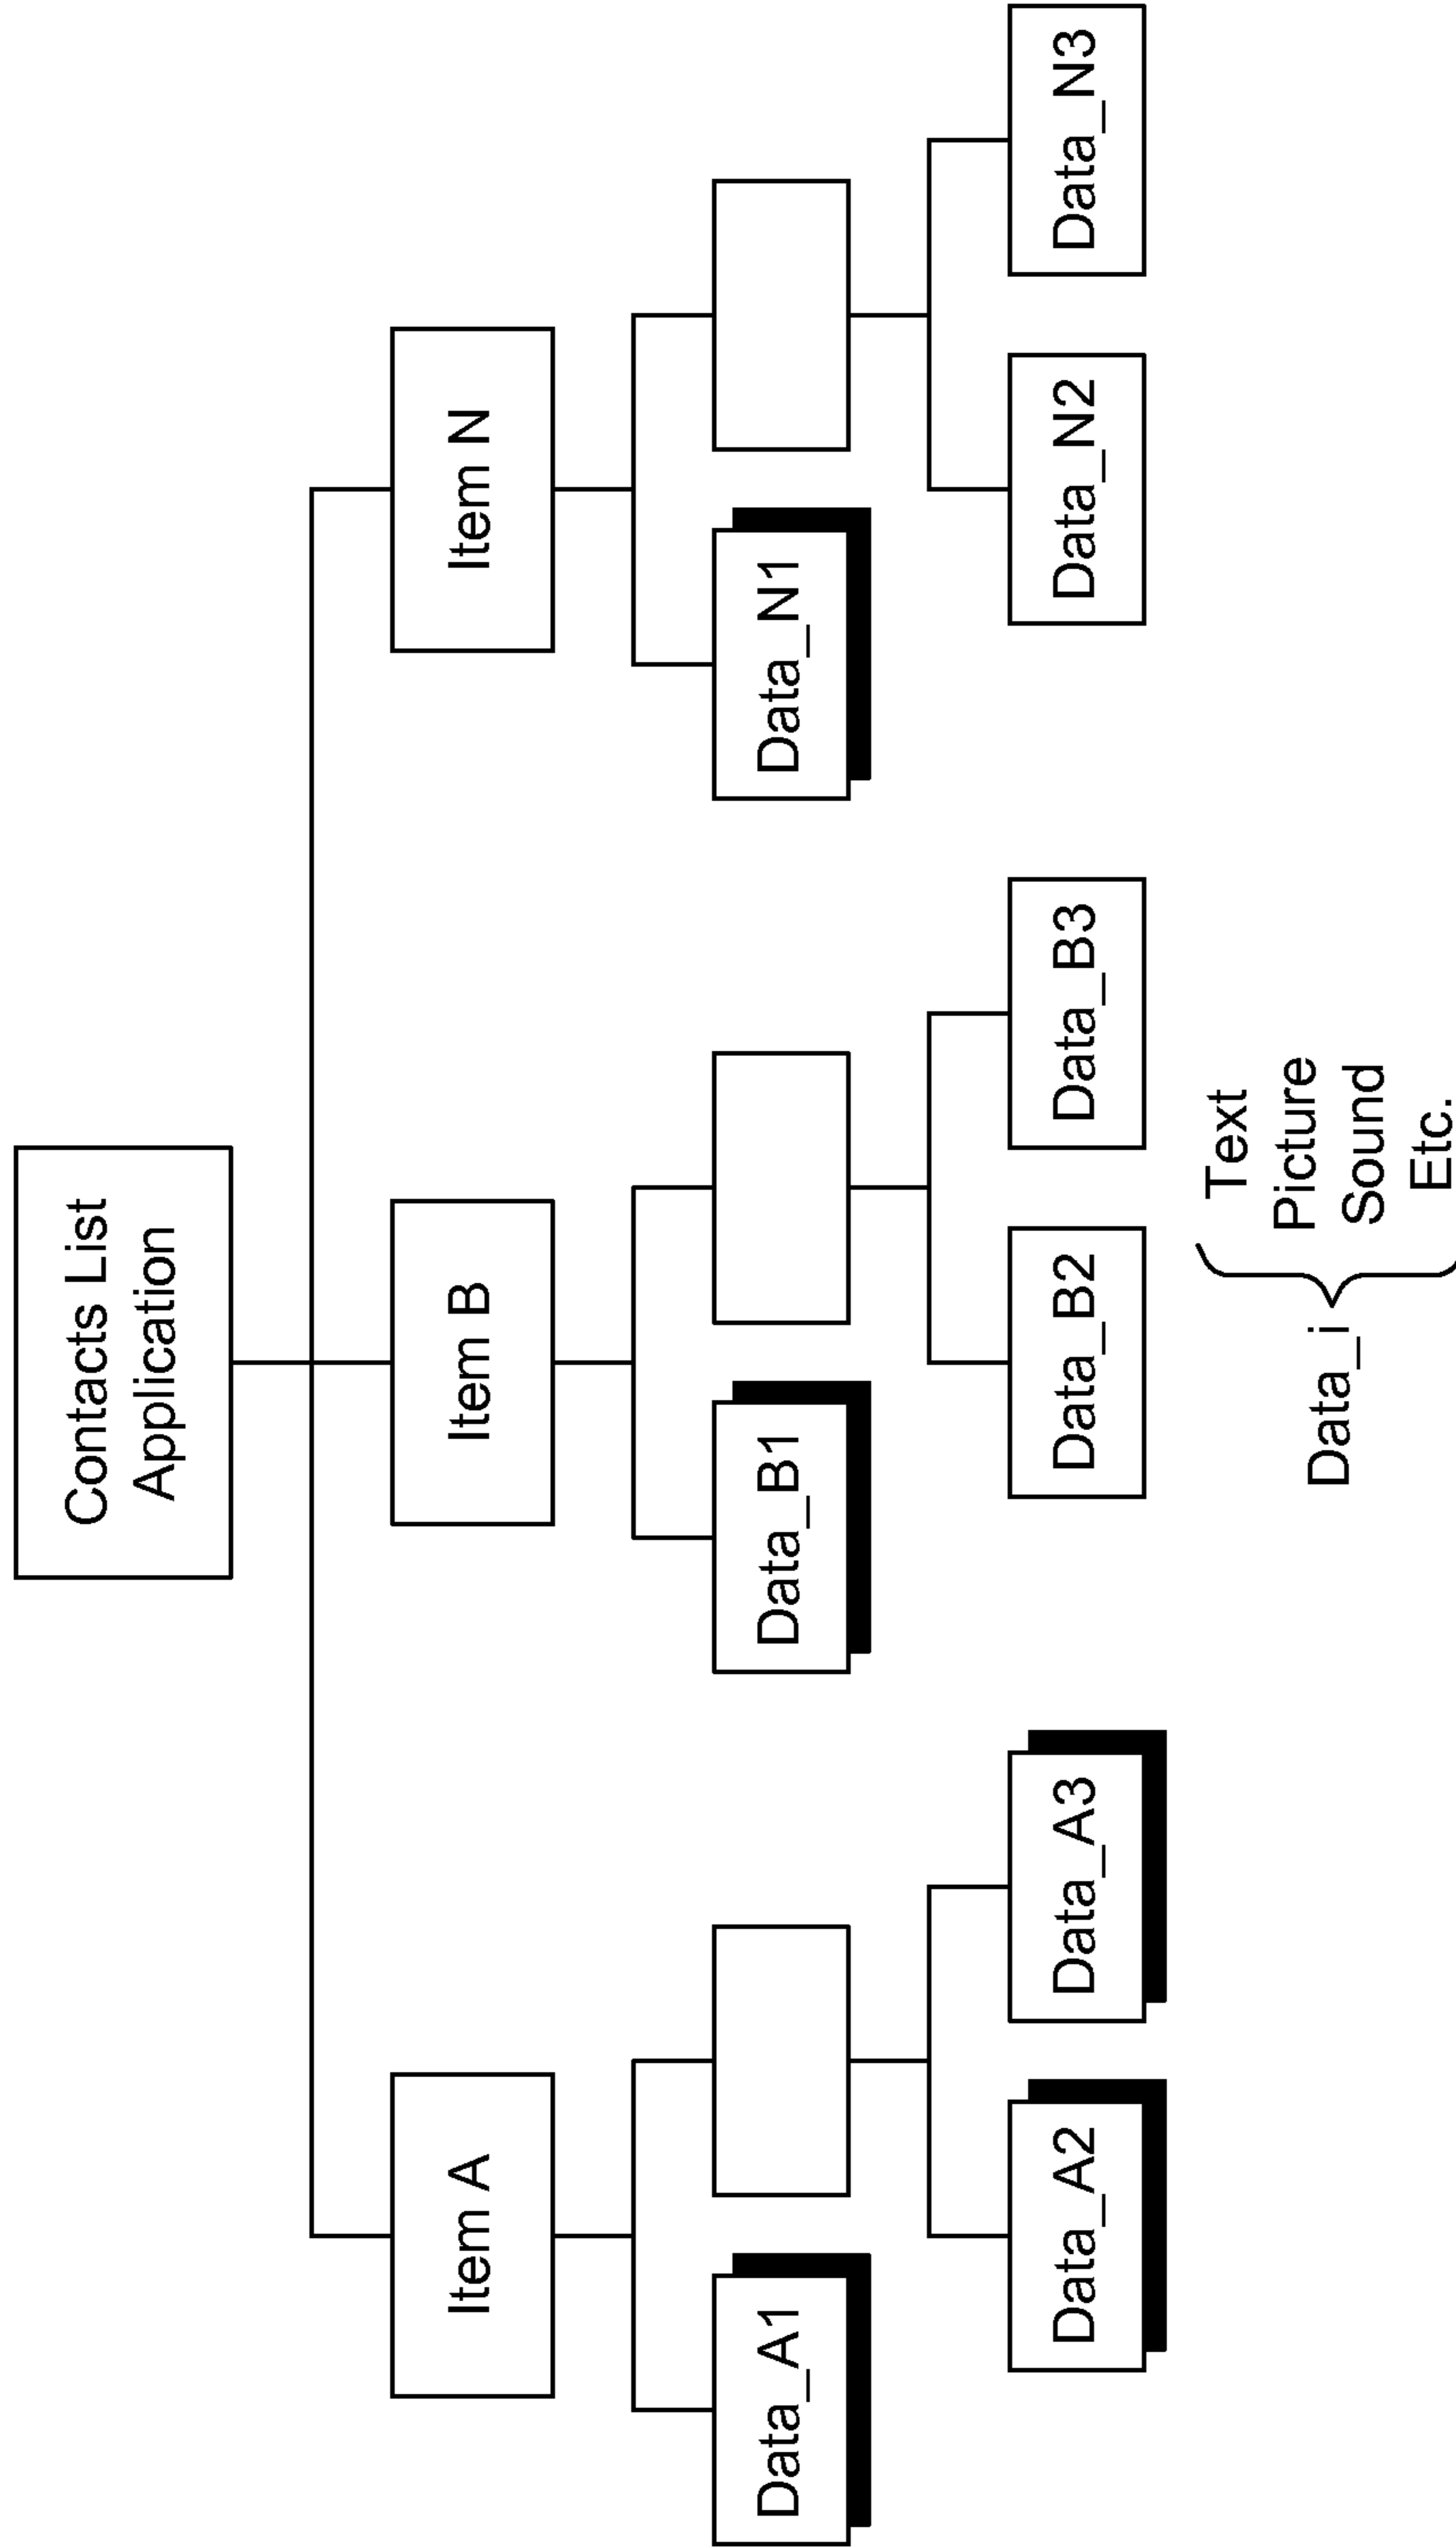 Contacts List
Application
Item A
Item B
Item N
Data_A1
Data_B1
Data_N1
Data_A2
Data_A3
Data_B2
Data_B3
Data_N2
Data_N3
Data_i
Text
Picture
Sound
Etc.